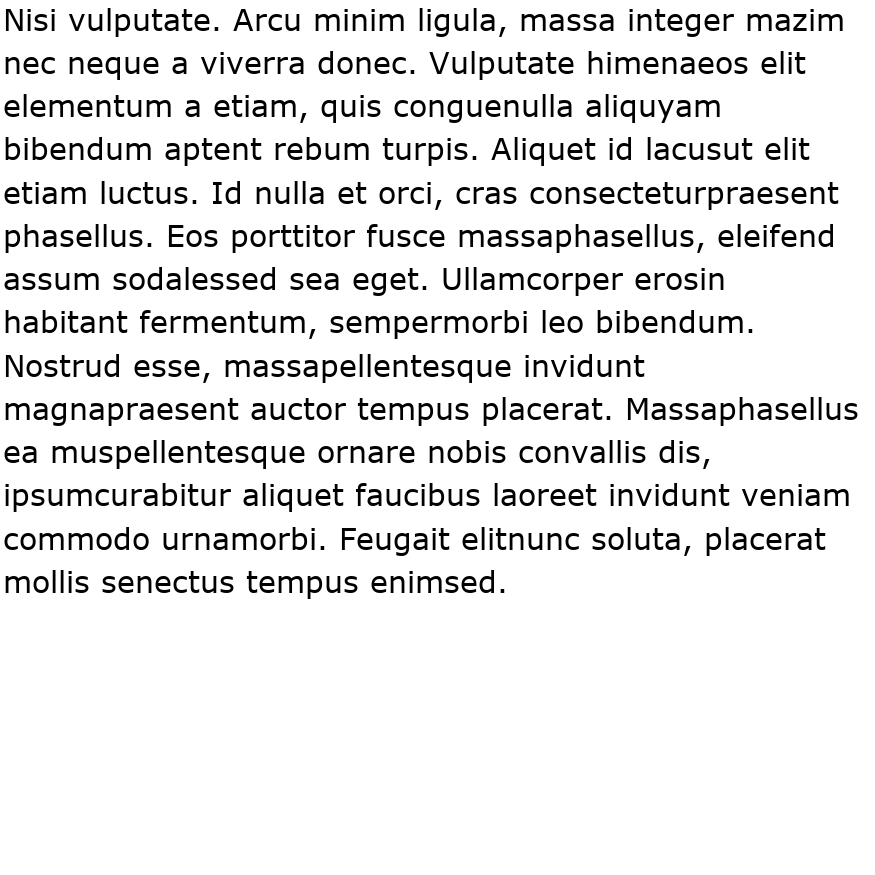 Nisi vulputate. Arcu minim ligula, massa integer mazim
nec neque a viverra donec. Vulputate himenaeos elit
elementum a etiam, quis conguenulla aliquyam
bibendum aptent rebum turpis. Aliquet id lacusut elit
etiam luctus. Id nulla et orci, cras consecteturpraesent
phasellus. Eos porttitor fusce massaphasellus, eleifend
assum sodalessed sea eget. Ullamcorper erosin
habitant fermentum, sempermorbi leo bibendum.
Nostrud esse, massapellentesque invidunt
magnapraesent auctor tempus placerat. Massaphasellus
ea muspellentesque ornare nobis convallis dis,
ipsumcurabitur aliquet faucibus laoreet invidunt veniam
commodo urnamorbi. Feugait elitnunc soluta, placerat
mollis senectus tempus enimsed.